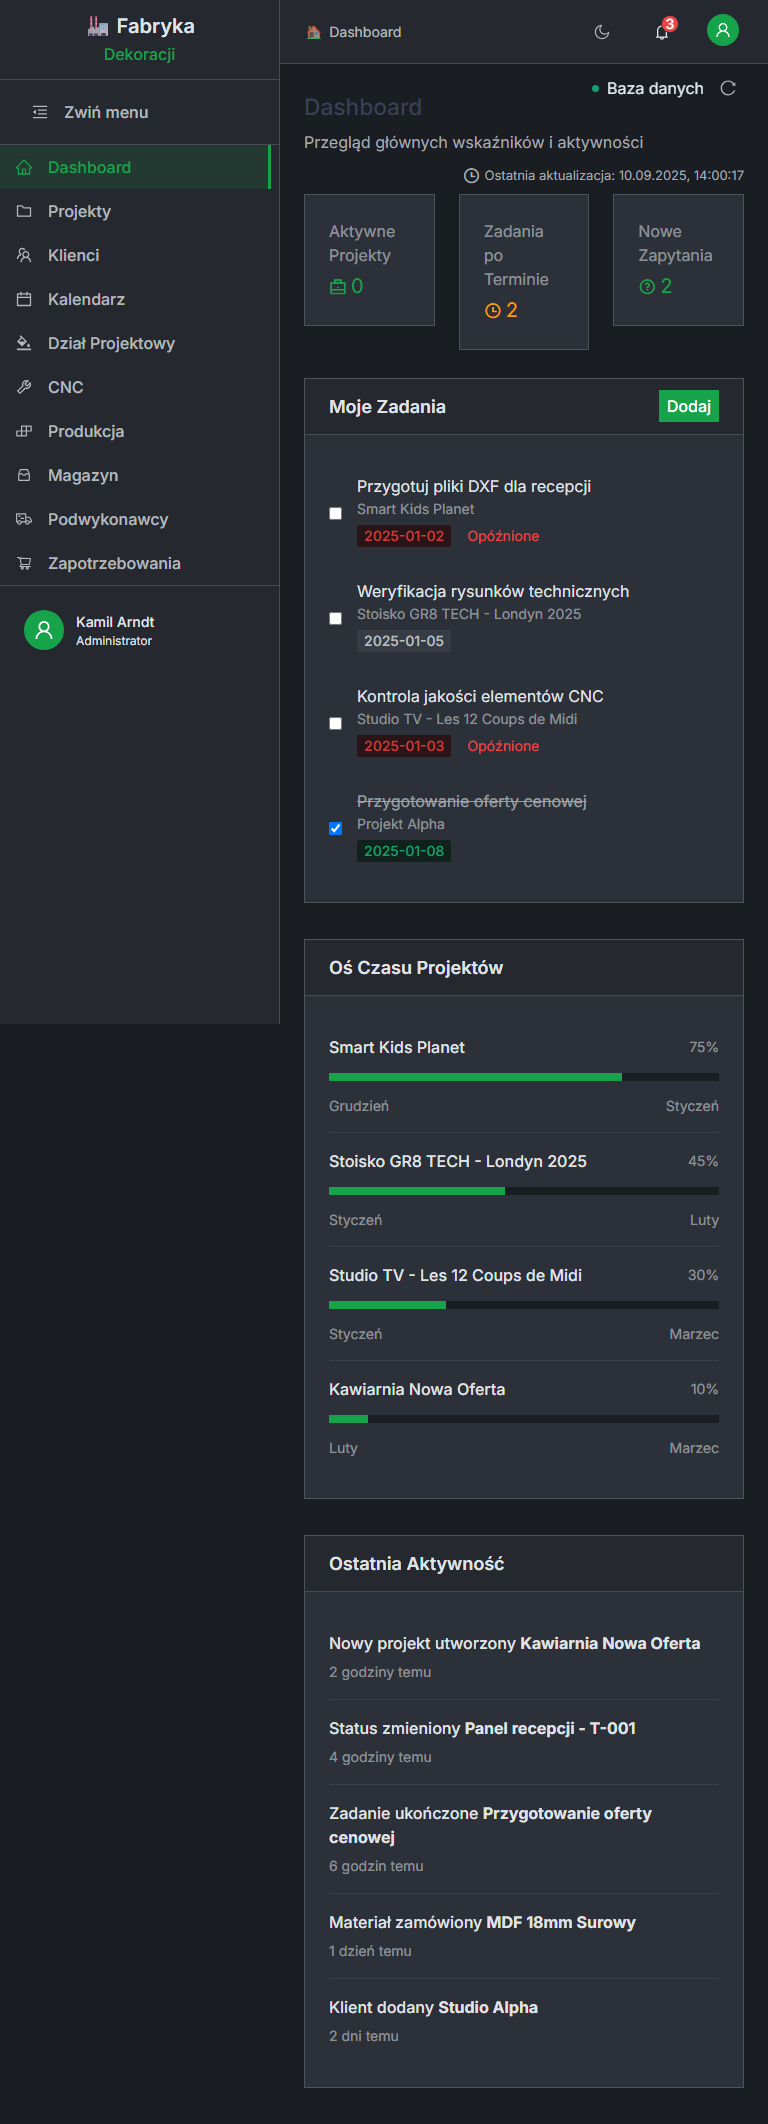 Fabryka
Dekoracji
Zwiń menu
Dashboard
Projekty
Klienci
Kalendarz
Dział Projektowy
CNC
Produkcja
Magazyn
Podwykonawcy
Zapotrzebowania
Kamil Arndt
Administrator
Dashboard
3
Baza danych
Dashboard
Przegląd głównych wskaźników i aktywności
Ostatnia aktualizacja: 10.09.2025, 14:00:17
Aktywne
Projekty
0
Zadania
po
Terminie
2
Nowe
Zapytania
2
Moje Zadania
Dodaj
Przygotuj pliki DXF dla recepcji
Smart Kids Planet
2025-01-02 Opóźnione
Weryfikacja rysunków technicznych
Stoisko GR8 TECH - Londyn 2025
2025-01-05
Kontrola jakości elementów CNC
Studio TV - Les 12 Coups de Midi
2025-01-03 Opóźnione
Przygotowanie oferty cenowej
Projekt Alpha
2025-01-08
Oś Czasu Projektów
Smart Kids Planet 75%
Grudzień Styczeń
Stoisko GR8 TECH - Londyn 2025 45%
Styczeń Luty
Studio TV - Les 12 Coups de Midi 30%
Styczeń Marzec
Kawiarnia Nowa Oferta 10%
Luty Marzec
Ostatnia Aktywność
Nowy projekt utworzony Kawiarnia Nowa Oferta
2 godziny temu
Status zmieniony Panel recepcji - T-001
4 godziny temu
Zadanie ukończone Przygotowanie oferty
cenowej
6 godzin temu
Materiał zamówiony MDF 18mm Surowy
1 dzień temu
Klient dodany Studio Alpha
2 dni temu